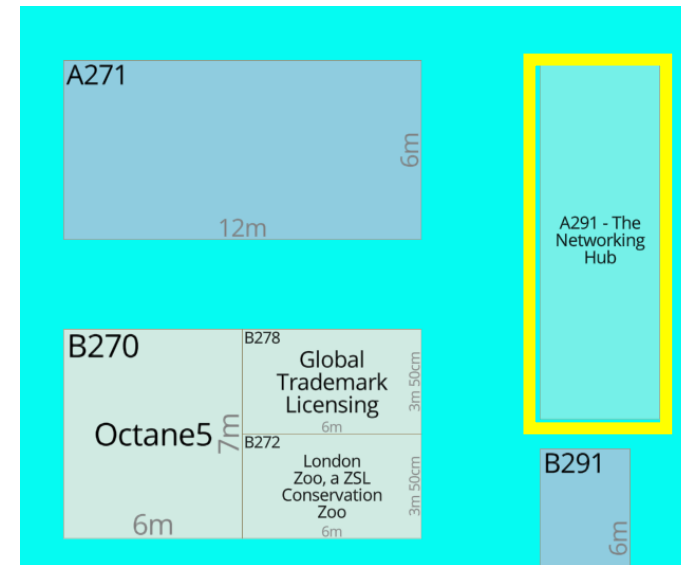 A271
6m
12m
A291 - The
Networking
Hub
B270
Octane5
7m
6m
B278
Global
Trademark
Licensing
3m 50cm
6m
B272
London
Zoo, a ZSL
Conservation
Zoo
3m 50cm
6m
B291
6m